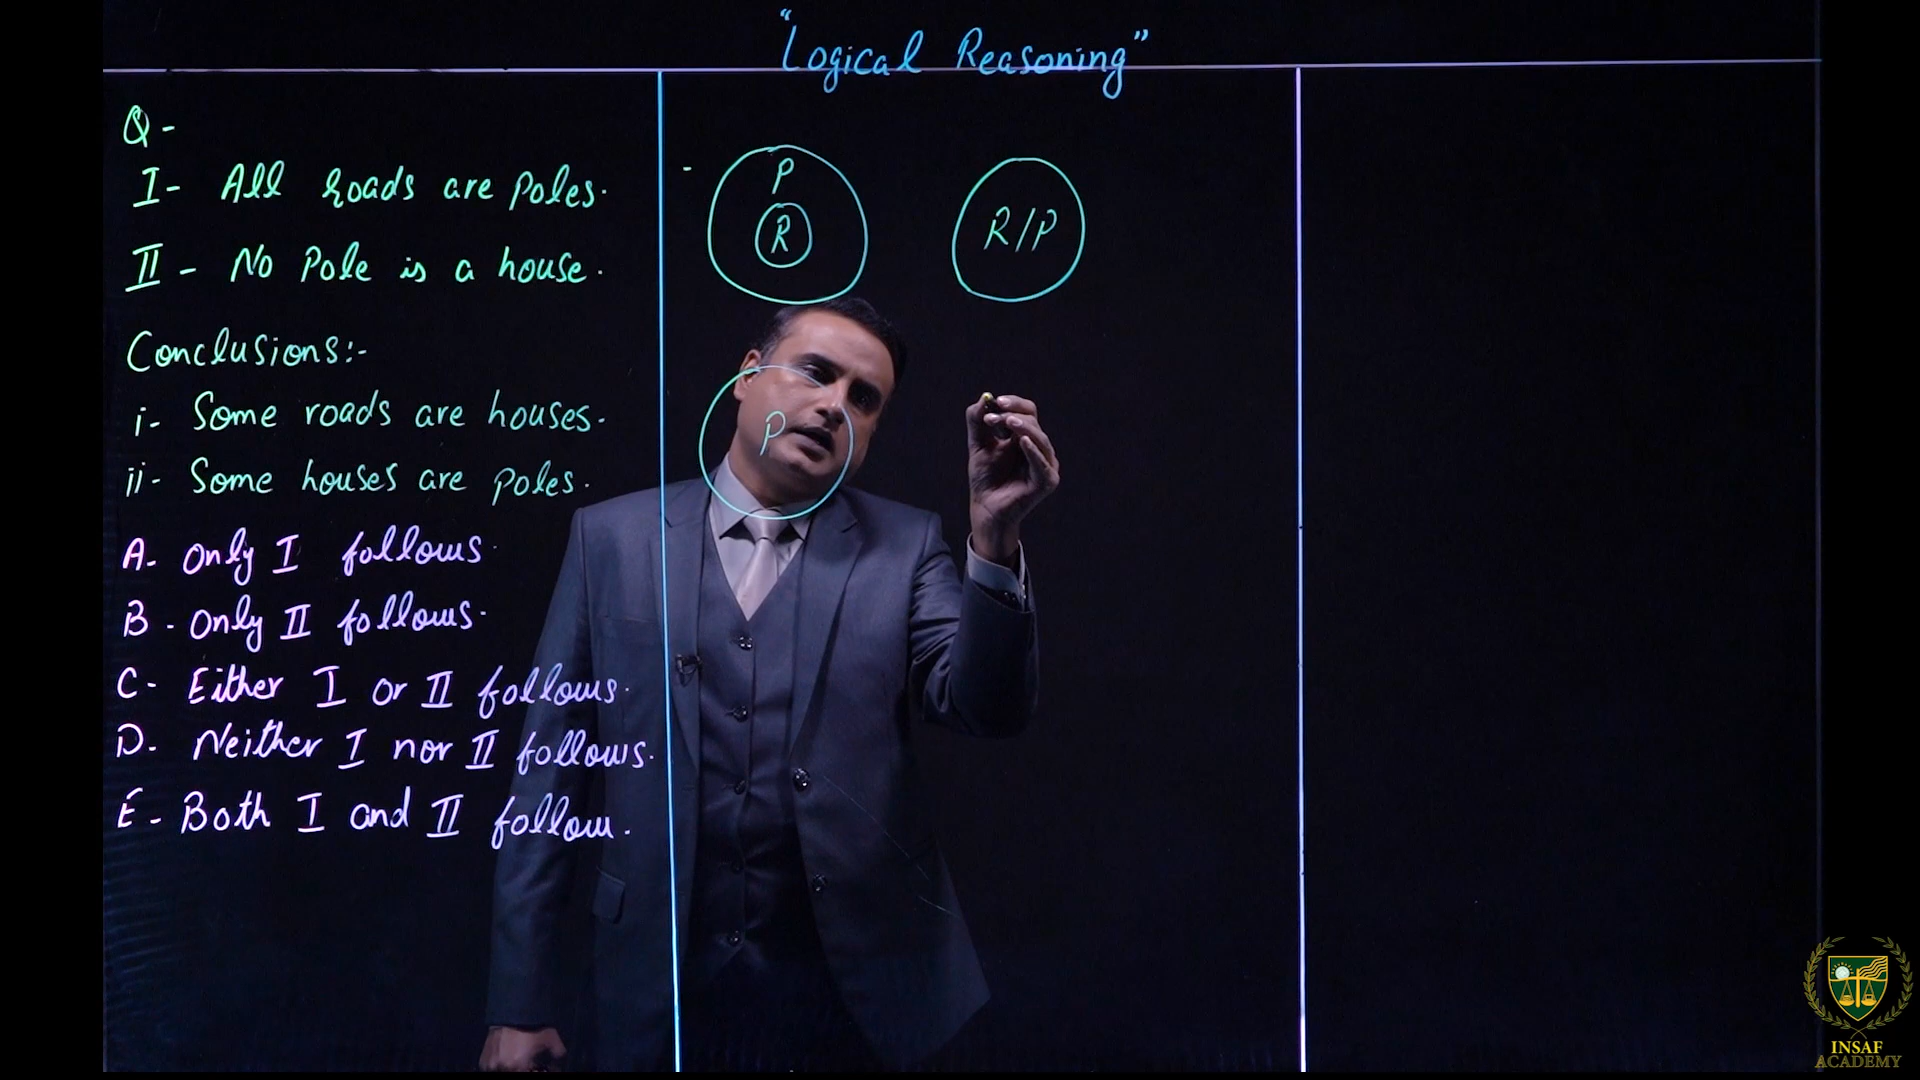 "Logical Reasoning"
Q-
I- All roads are poles.
II- No Pole is a house.
Conclusions:-
i- Some roads are houses.
ii- Some houses are poles.
A- Only I follows.
B- Only II follows.
C- Either I or II follows.
D- Neither I nor II follows.
E- Both I and II follow.
P
R
R/P
P
INSAF
ACADEMY